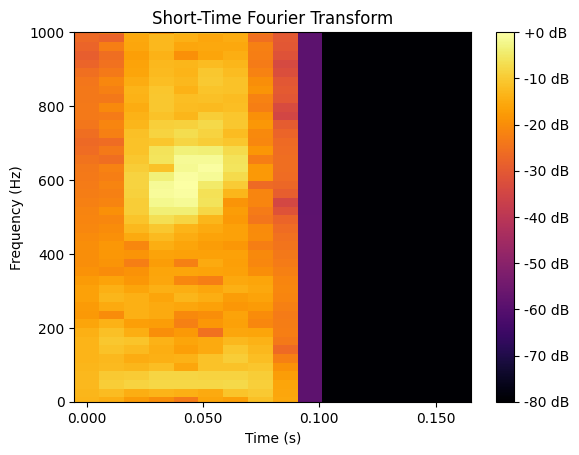 Short-Time Fourier Transform
1000
800
600
400
200
0
Frequency (Hz)
0.000
0.050
0.100
0.150
Time (s)
+0 dB
-10 dB
-20 dB
-30 dB
-40 dB
-50 dB
-60 dB
-70 dB
-80 dB